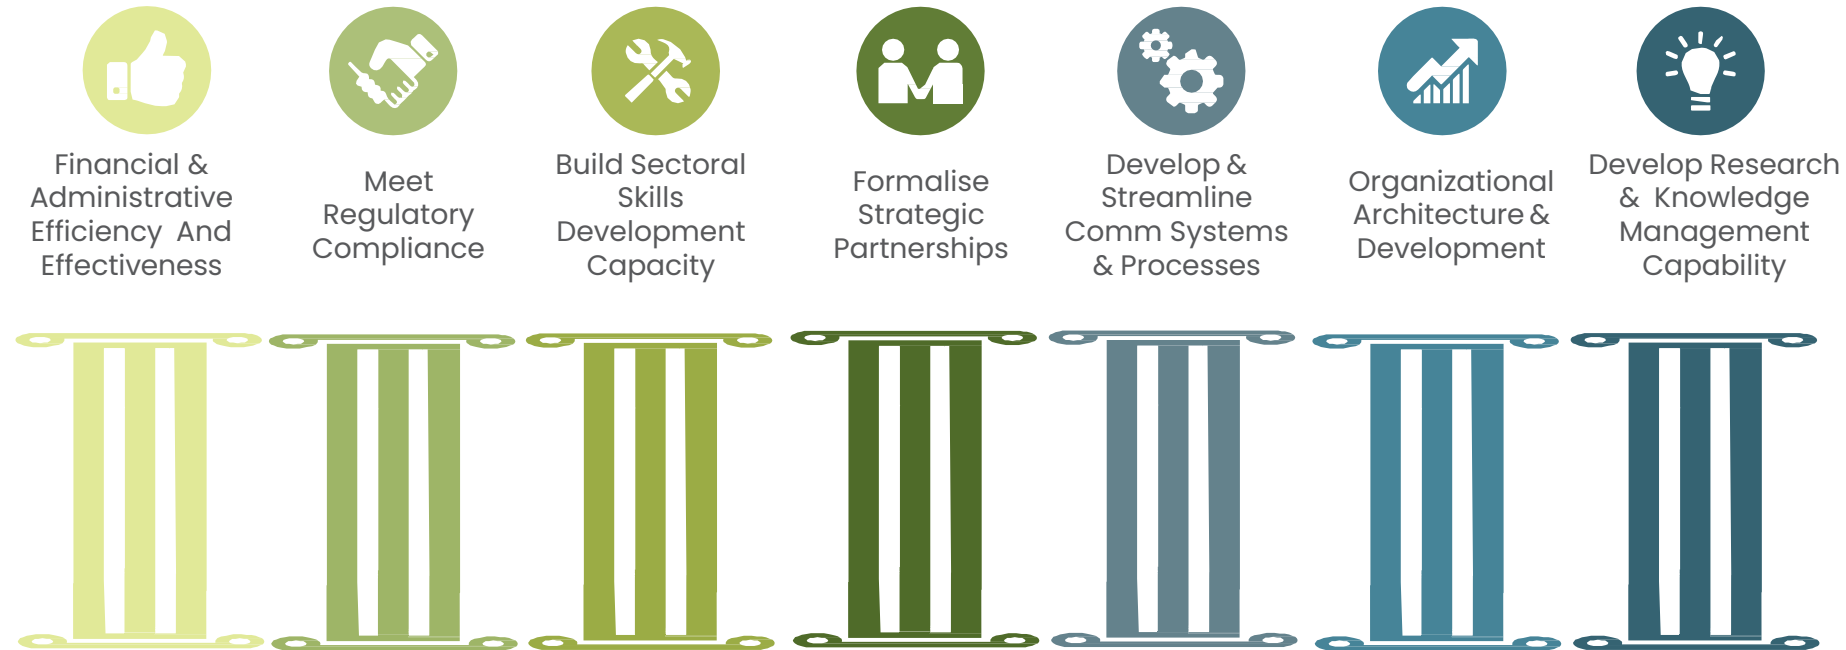 Financial &
Administrative
Efficiency And
Effectiveness
Meet
Regulatory
Compliance
Build Sectoral
Skills
Development
Capacity
Formalise
Strategic
Partnerships
Develop &
Streamline
Comm Systems
& Processes
Organizational
Architecture &
Development
Develop Research
& Knowledge
Management
Capability